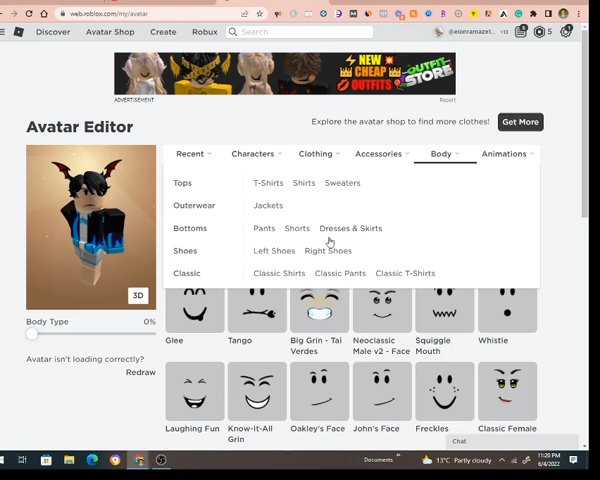 web.roblox.com/my/avatar
Discover Avatar Shop Create Robux Search
ADVERTISEMENT Report
NEW CHEAP OUTFITS OUTFIT STORE
Avatar Editor
Explore the avatar shop to find more clothes! Get More
Recent Characters Clothing Accessories Body Animations
Tops T-Shirts Shirts Sweaters
Outerwear Jackets
Bottoms Pants Shorts Dresses & Skirts
Shoes Left Shoes Right Shoes
Classic Classic Shirts Classic Pants Classic T-Shirts
3D
Body Type 0%
Avatar isn't loading correctly?
Redraw
Glee Tango Big Grin - Tai Verdes Neoclassic Male v2 - Face Squiggle Mouth Whistle
Laughing Fun Know-It-All Grin Oakley's Face John's Face Freckles Classic Female
Chat
Documents 13°C Partly cloudy 11:20 PM
6/4/2022